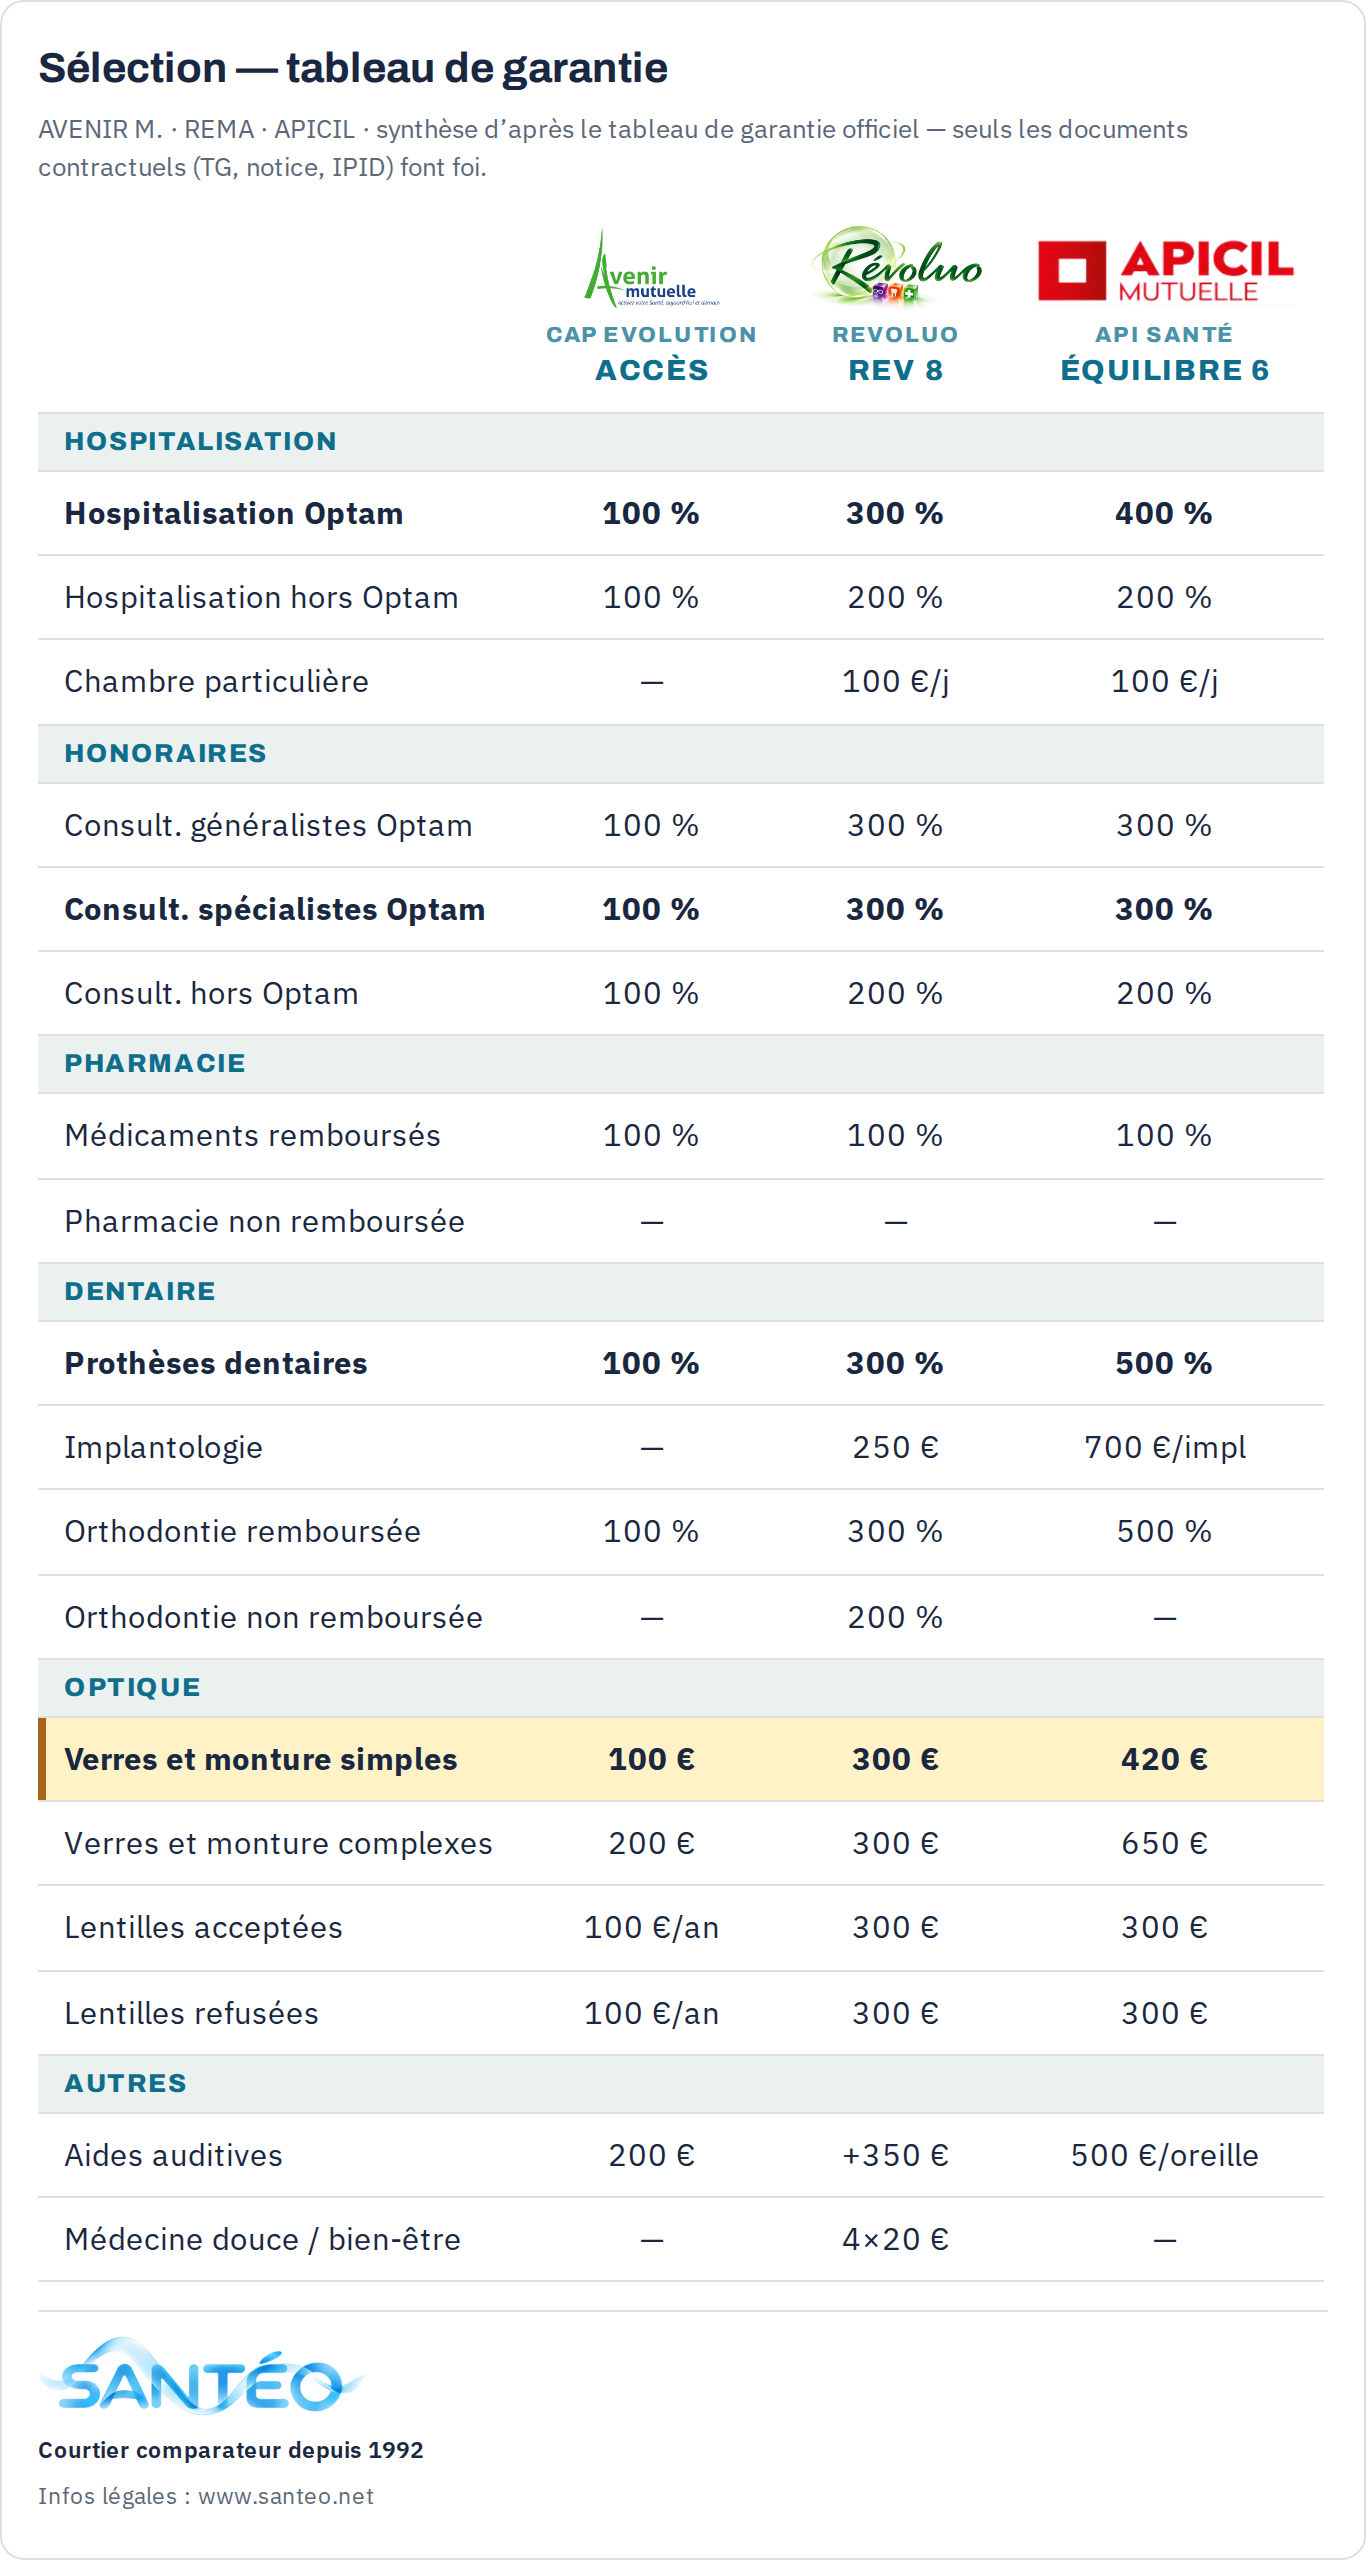 Sélection — tableau de garantie
AVENIR M. · REMA · APICIL · synthèse d’après le tableau de garantie officiel — seuls les documents
contractuels (TG, notice, IPID) font foi.
Avenir mutuelle
Activez votre Santé, aujourd'hui et demain
Révoluo
APICIL
MUTUELLE
CAP EVOLUTION REVOLUO API SANTÉ
ACCÈS REV 8 ÉQUILIBRE 6
HOSPITALISATION
Hospitalisation Optam 100 % 300 % 400 %
Hospitalisation hors Optam 100 % 200 % 200 %
Chambre particulière — 100 €/j 100 €/j
HONORAIRES
Consult. généralistes Optam 100 % 300 % 300 %
Consult. spécialistes Optam 100 % 300 % 300 %
Consult. hors Optam 100 % 200 % 200 %
PHARMACIE
Médicaments remboursés 100 % 100 % 100 %
Pharmacie non remboursée — — —
DENTAIRE
Prothèses dentaires 100 % 300 % 500 %
Implantologie — 250 € 700 €/impl
Orthodontie remboursée 100 % 300 % 500 %
Orthodontie non remboursée — 200 % —
OPTIQUE
Verres et monture simples 100 € 300 € 420 €
Verres et monture complexes 200 € 300 € 650 €
Lentilles acceptées 100 €/an 300 € 300 €
Lentilles refusées 100 €/an 300 € 300 €
AUTRES
Aides auditives 200 € +350 € 500 €/oreille
Médecine douce / bien-être — 4×20 € —
SANTÉO
Courtier comparateur depuis 1992
Infos légales : www.santeo.net